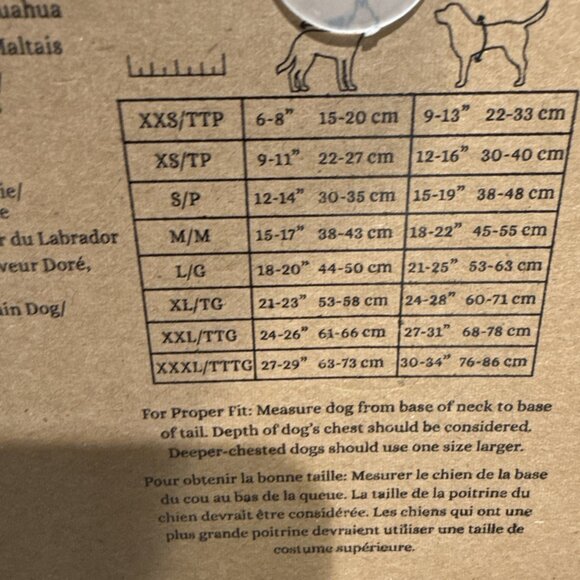 uahua
Maltais
XXS/TTP 6-8” 15-20 cm 9-13” 22-33 cm
XS/TP 9-11” 22-27 cm 12-16” 30-40 cm
S/P 12-14” 30-35 cm 15-19” 38-48 cm
ie/
e
M/M 15-17” 38-43 cm 18-22” 45-55 cm
r du Labrador
L/G 18-20” 44-50 cm 21-25” 53-63 cm
veur Doré,
XL/TG 21-23” 53-58 cm 24-28” 60-71 cm
in Dog/
XXL/TTG 24-26” 61-66 cm 27-31” 68-78 cm
XXXL/TTTG 27-29” 63-73 cm 30-34” 76-86 cm
For Proper Fit: Measure dog from base of neck to base
of tail. Depth of dog's chest should be considered.
Deeper-chested dogs should use one size larger.
Pour obtenir la bonne taille: Mesurer le chien de la base
du cou au bas de la queue. La taille de la poitrine du
chien devrait être considérée. Les chiens qui ont une
plus grande poitrine devraient utiliser une taille de
costume supérieure.